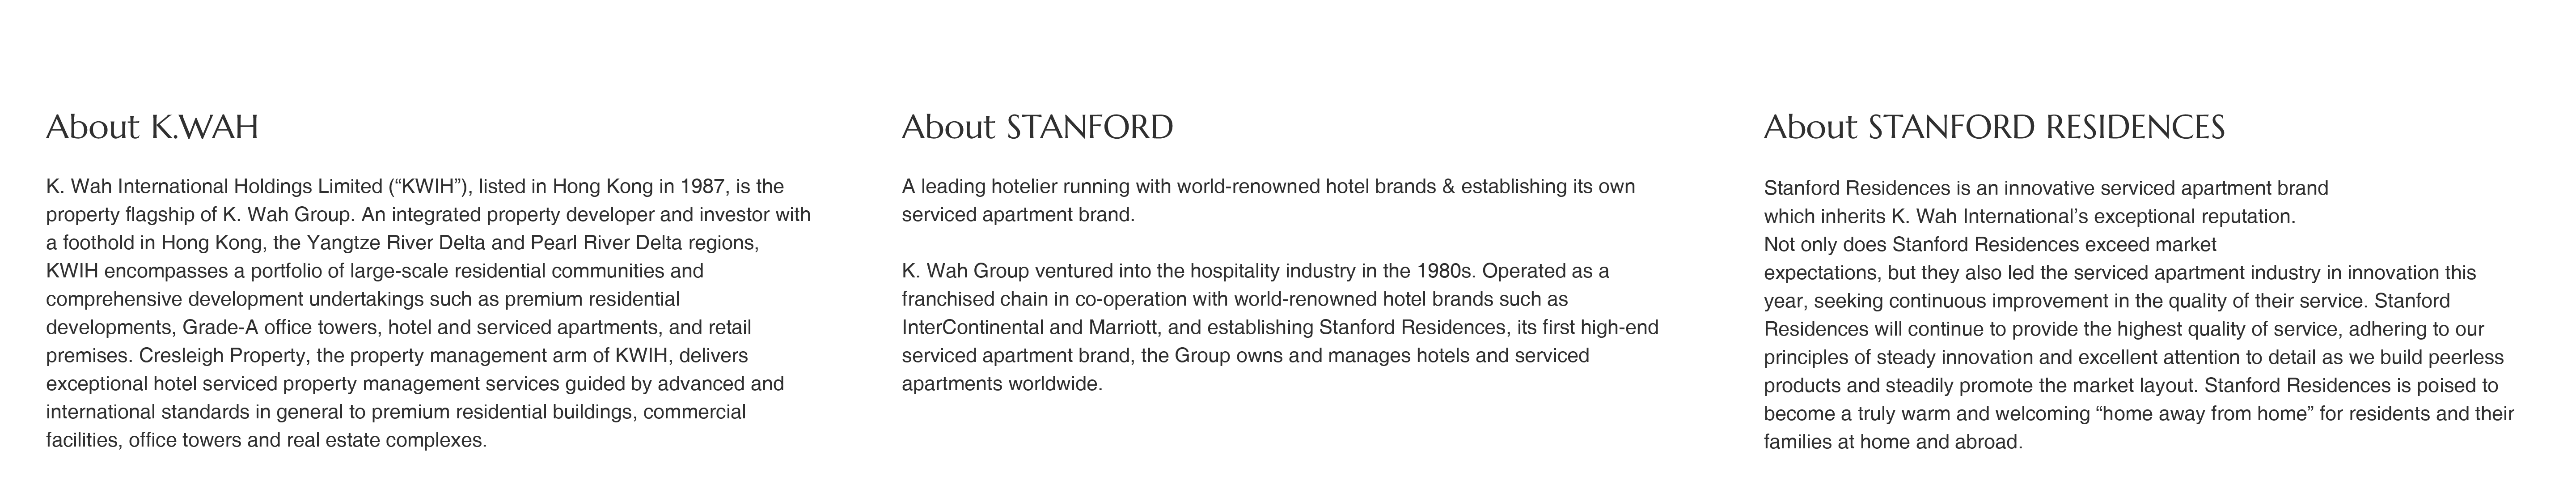 About K.WAH
K. Wah International Holdings Limited (“KWIH”), listed in Hong Kong in 1987, is the
property flagship of K. Wah Group. An integrated property developer and investor with
a foothold in Hong Kong, the Yangtze River Delta and Pearl River Delta regions,
KWIH encompasses a portfolio of large-scale residential communities and
comprehensive development undertakings such as premium residential
developments, Grade-A office towers, hotel and serviced apartments, and retail
premises. Cresleigh Property, the property management arm of KWIH, delivers
exceptional hotel serviced property management services guided by advanced and
international standards in general to premium residential buildings, commercial
facilities, office towers and real estate complexes.
About STANFORD
A leading hotelier running with world-renowned hotel brands & establishing its own
serviced apartment brand.
K. Wah Group ventured into the hospitality industry in the 1980s. Operated as a
franchised chain in co-operation with world-renowned hotel brands such as
InterContinental and Marriott, and establishing Stanford Residences, its first high-end
serviced apartment brand, the Group owns and manages hotels and serviced
apartments worldwide.
About STANFORD RESIDENCES
Stanford Residences is an innovative serviced apartment brand
which inherits K. Wah International’s exceptional reputation.
Not only does Stanford Residences exceed market
expectations, but they also led the serviced apartment industry in innovation this
year, seeking continuous improvement in the quality of their service. Stanford
Residences will continue to provide the highest quality of service, adhering to our
principles of steady innovation and excellent attention to detail as we build peerless
products and steadily promote the market layout. Stanford Residences is poised to
become a truly warm and welcoming “home away from home” for residents and their
families at home and abroad.